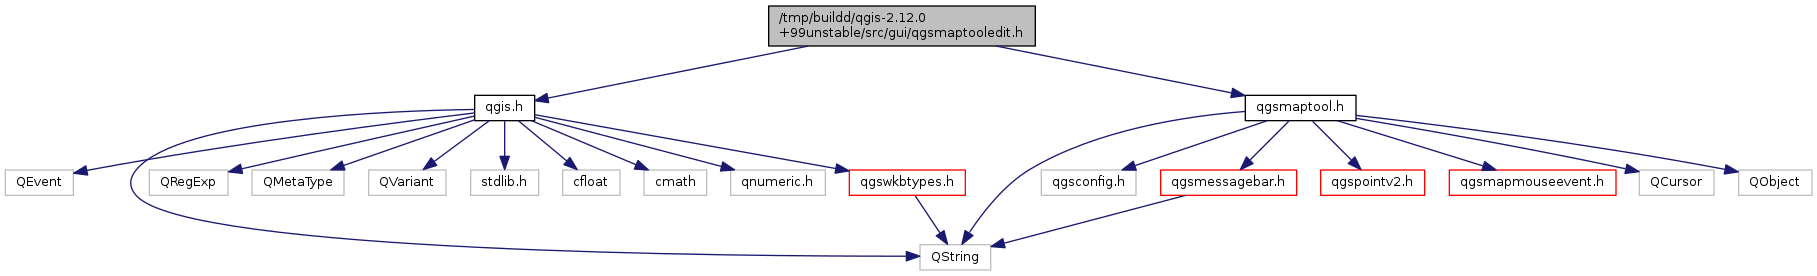 /tmp/buildd/qgis-2.12.0
+99unstable/src/gui/qgsmaptooledit.h
qgis.h
qgsmaptool.h
QEvent
QRegExp
QMetaType
QVariant
stdlib.h
cfloat
cmath
qnumeric.h
qgswkbtypes.h
qgsconfig.h
qgsmessagebar.h
qgspointv2.h
qgsmapmouseevent.h
QCursor
QObject
QString